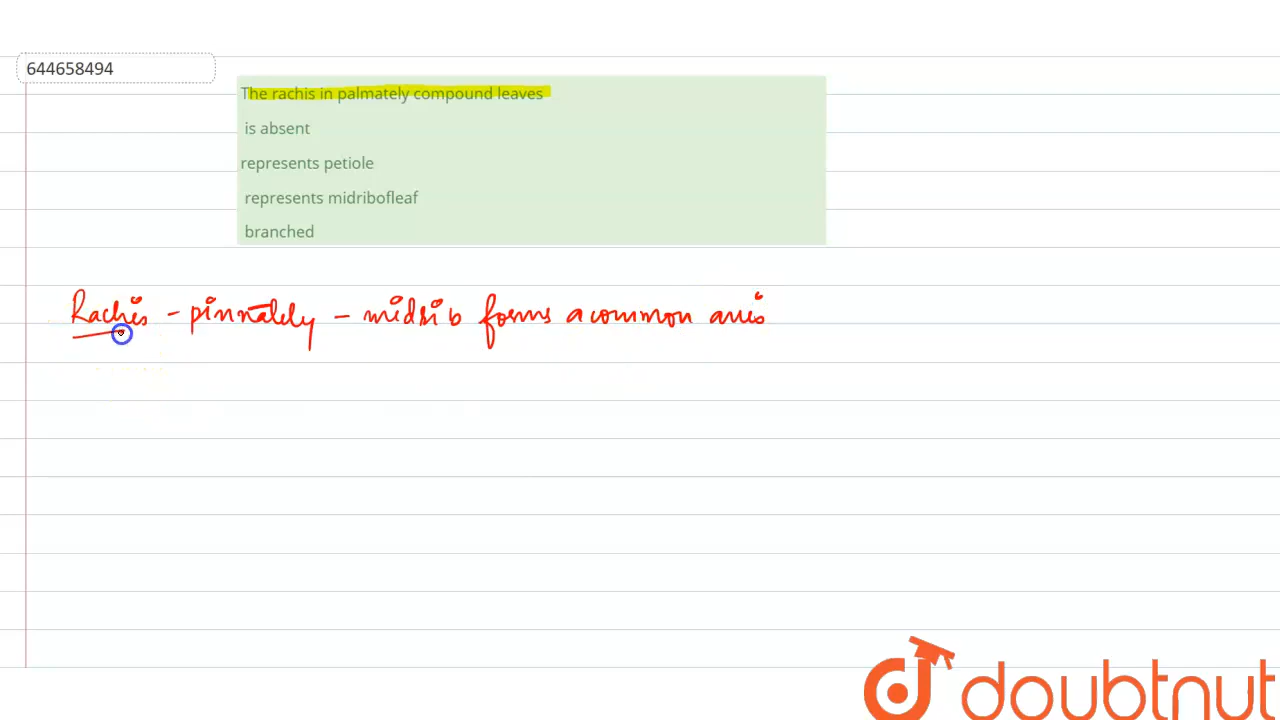 644658494
The rachis in palmately compound leaves
is absent
represents petiole
represents midribofleaf
branched
Rachis - pinnately - midrib forms a common axis
doubtnut